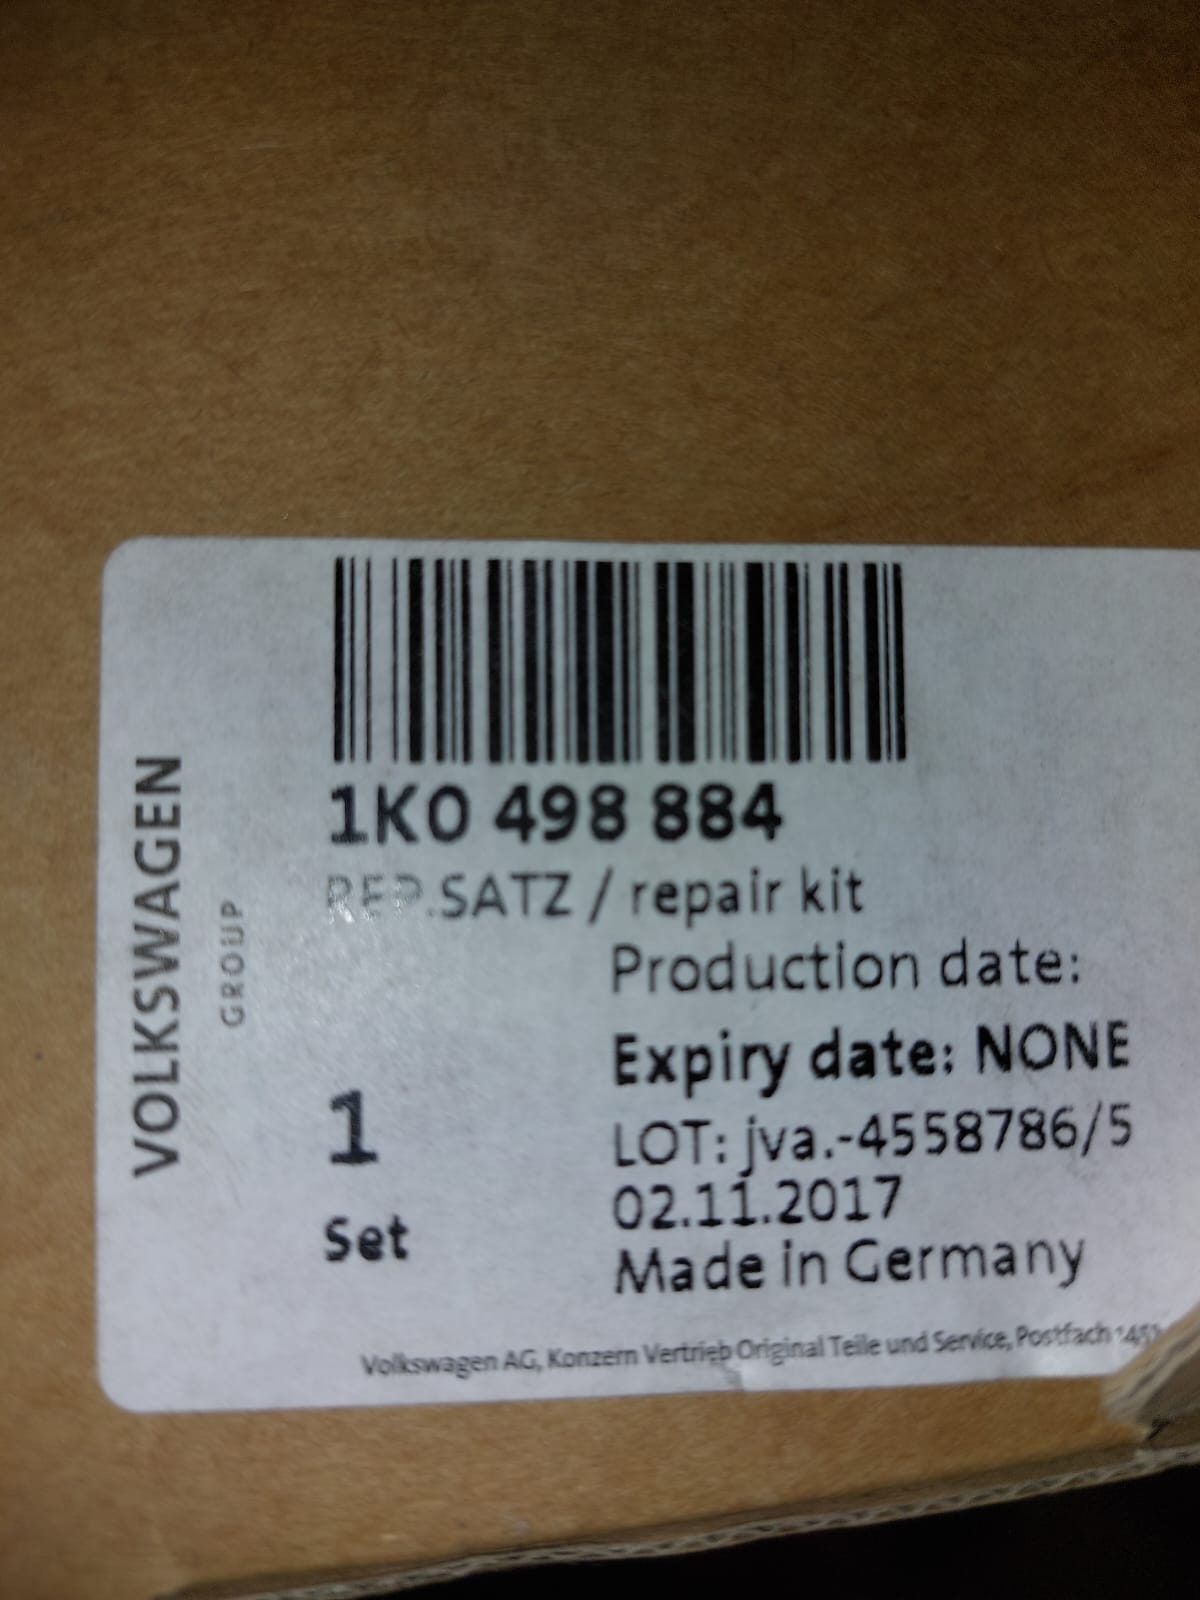 VOLKSWAGEN
GROUP
1K0 498 884
REP.SATZ / repair kit
Production date:
Expiry date: NONE
1
LOT: jva.-4558786/5
02.11.2017
Set
Made in Germany
Volkswagen AG, Konzern Vertrieb Original Teile und Service, Postfach